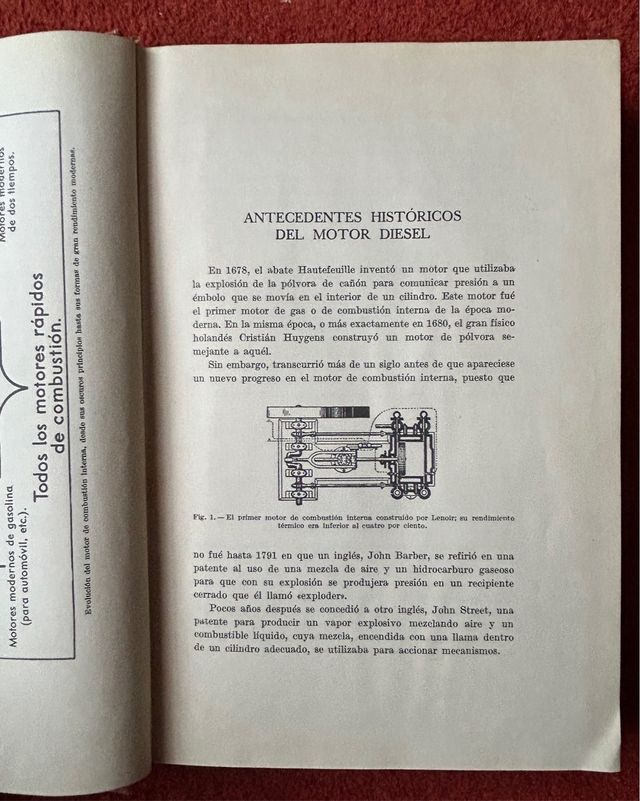 Motores modernos
de dos tiempos.
Todos los motores rápidos
de combustión.
Motores modernos de gasolina
(para automóvil, etc.).
Evolución del motor de combustión interna, desde sus oscuros principios hasta sus formas de gran rendimiento modernas.
ANTECEDENTES HISTÓRICOS
DEL MOTOR DIESEL
En 1678, el abate Hautefeuille inventó un motor que utilizaba
la explosión de la pólvora de cañón para comunicar presión a un
émbolo que se movía en el interior de un cilindro. Este motor fué
el primer motor de gas o de combustión interna de la época mo-
derna. En la misma época, o más exactamente en 1680, el gran físico
holandés Cristián Huygens construyó un motor de pólvora se-
mejante a aquél.
Sin embargo, transcurrió más de un siglo antes de que apareciese
un nuevo progreso en el motor de combustión interna, puesto que
Fig. 1. — El primer motor de combustión interna construido por Lenoir; su rendimiento
térmico era inferior al cuatro por ciento.
no fué hasta 1791 en que un inglés, John Barber, se refirió en una
patente al uso de una mezcla de aire y un hidrocarburo gaseoso
para que con su explosión se produjera presión en un recipiente
cerrado que él llamó «exploder».
Pocos años después se concedió a otro inglés, John Street, una
patente para producir un vapor explosivo mezclando aire y un
combustible líquido, cuya mezcla, encendida con una llama dentro
de un cilindro adecuado, se utilizaba para accionar mecanismos.